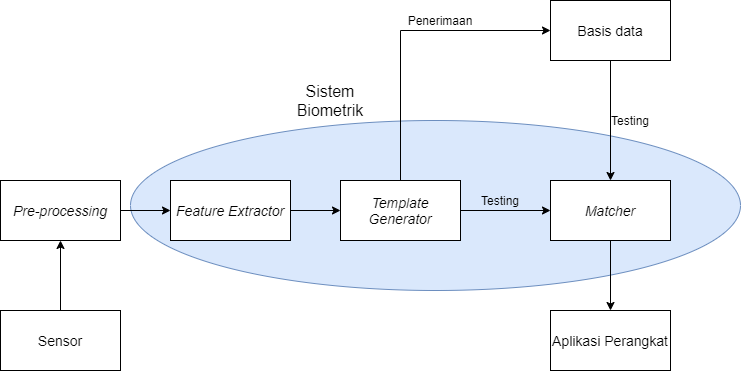 Penerimaan
Basis data
Sistem
Biometrik
Testing
Pre-processing
Feature Extractor
Template
Generator
Testing
Matcher
Sensor
Aplikasi Perangkat